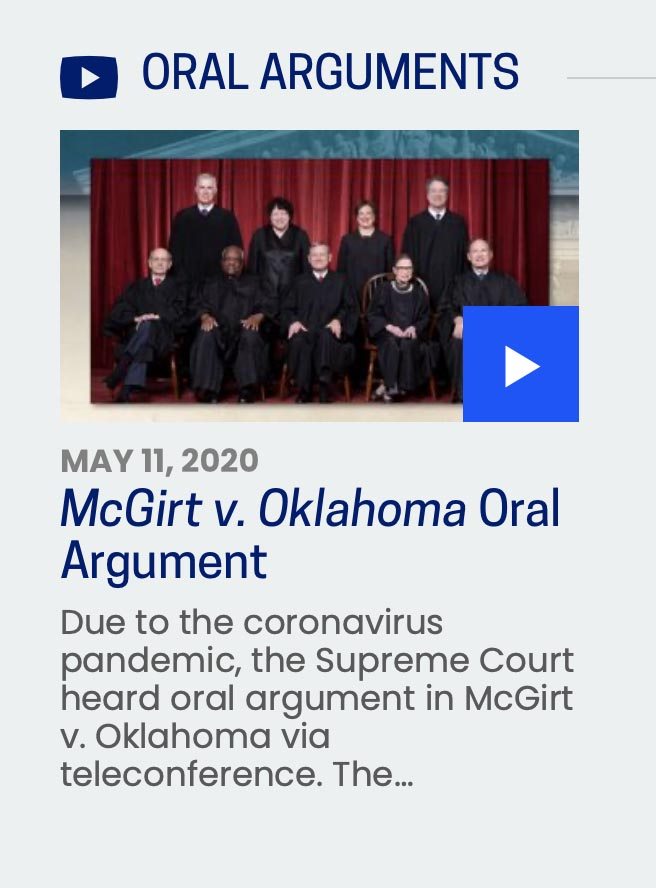 ORAL ARGUMENTS
MAY 11, 2020
McGirt v. Oklahoma Oral
Argument
Due to the coronavirus
pandemic, the Supreme Court
heard oral argument in McGirt
v. Oklahoma via
teleconference. The...